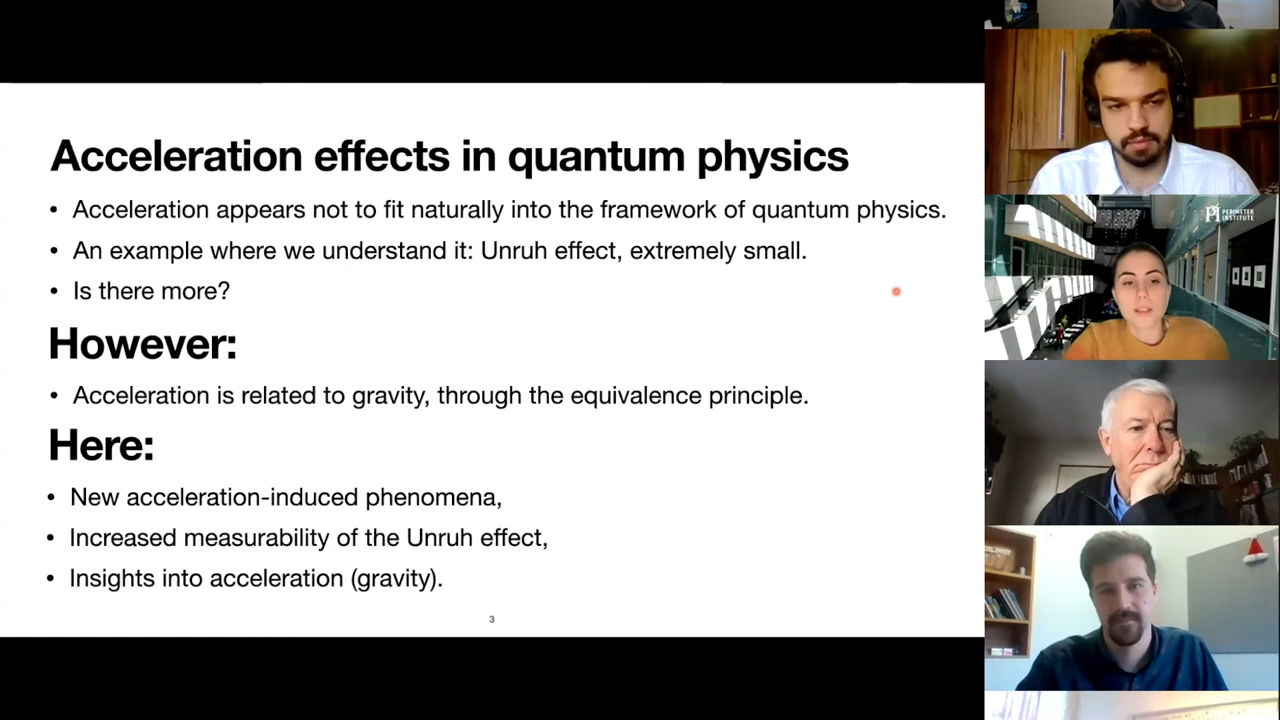 Acceleration effects in quantum physics
• Acceleration appears not to fit naturally into the framework of quantum physics.
• An example where we understand it: Unruh effect, extremely small.
• Is there more?
However:
• Acceleration is related to gravity, through the equivalence principle.
Here:
• New acceleration-induced phenomena,
• Increased measurability of the Unruh effect,
• Insights into acceleration (gravity).
3
PI PERIMETER
INSTITUTE